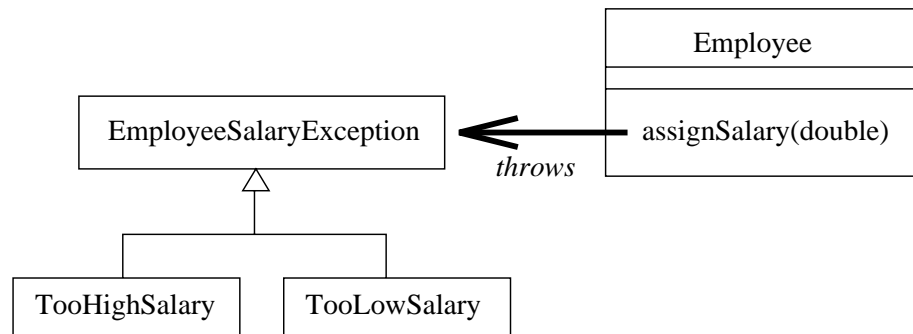 Employee
EmployeeSalaryException
assignSalary(double)
throws
TooHighSalary
TooLowSalary